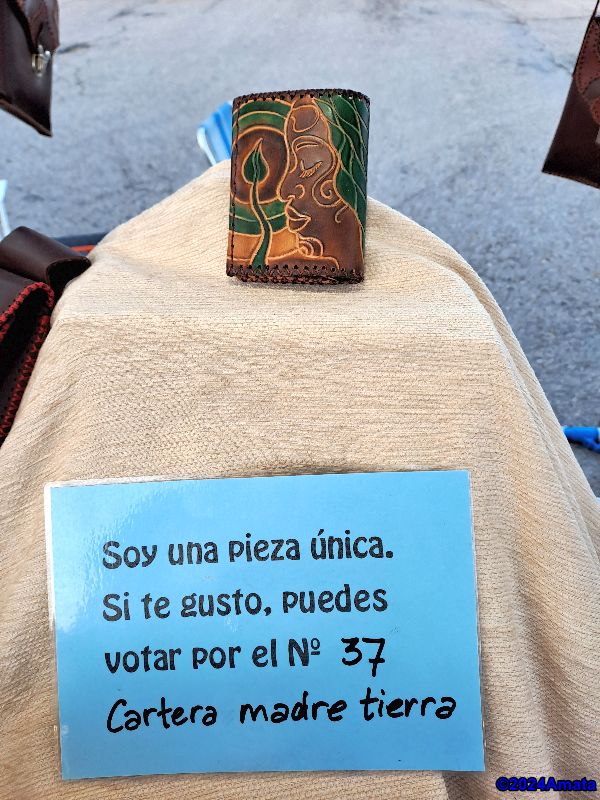 Soy una pieza única.
Si te gusto, puedes
votar por el Nº 37
Cartera madre tierra
©2024Amata